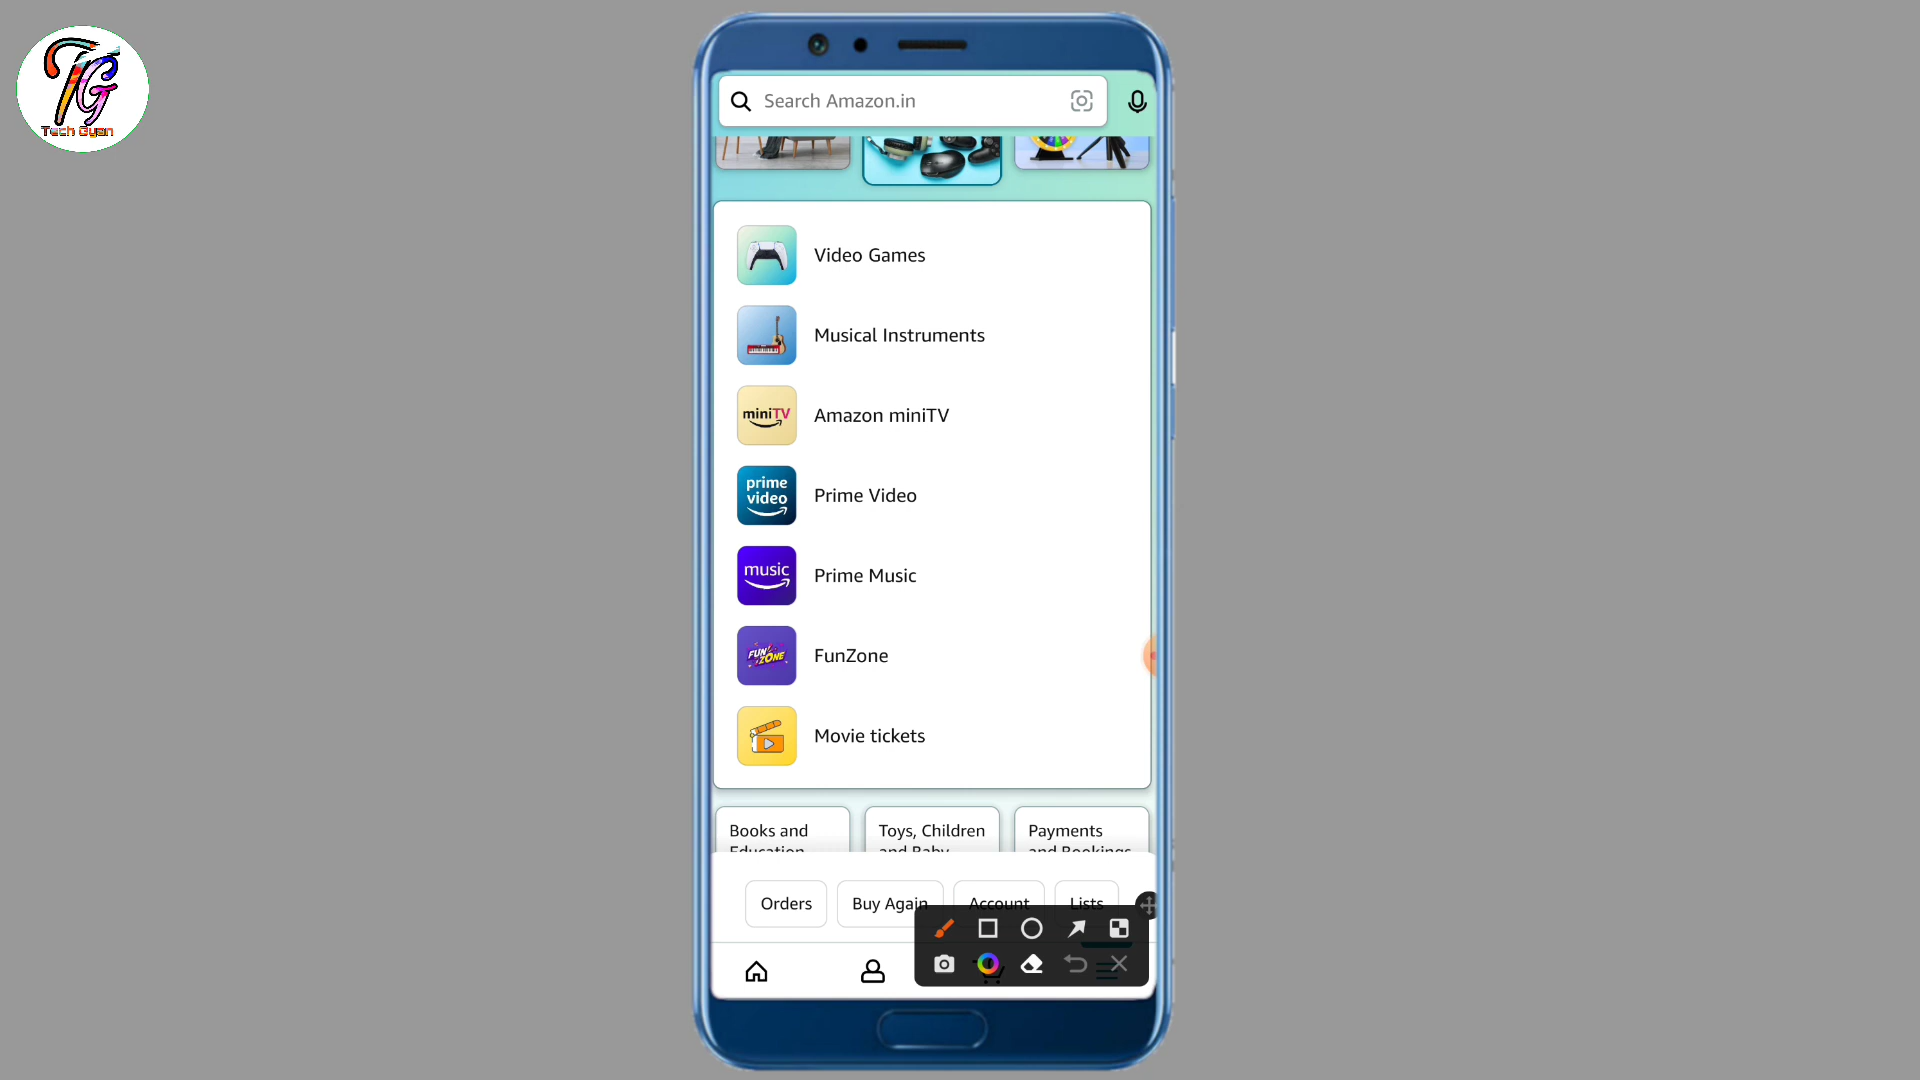 TG
Tech Gyan
Search Amazon.in
Video Games
Musical Instruments
miniTV
Amazon miniTV
prime
video
Prime Video
music
Prime Music
FUN
ZONE
FunZone
Movie tickets
Books and
Education
Toys, Children
and Baby
Payments
and Bookings
Orders
Buy Again
Account
Lists